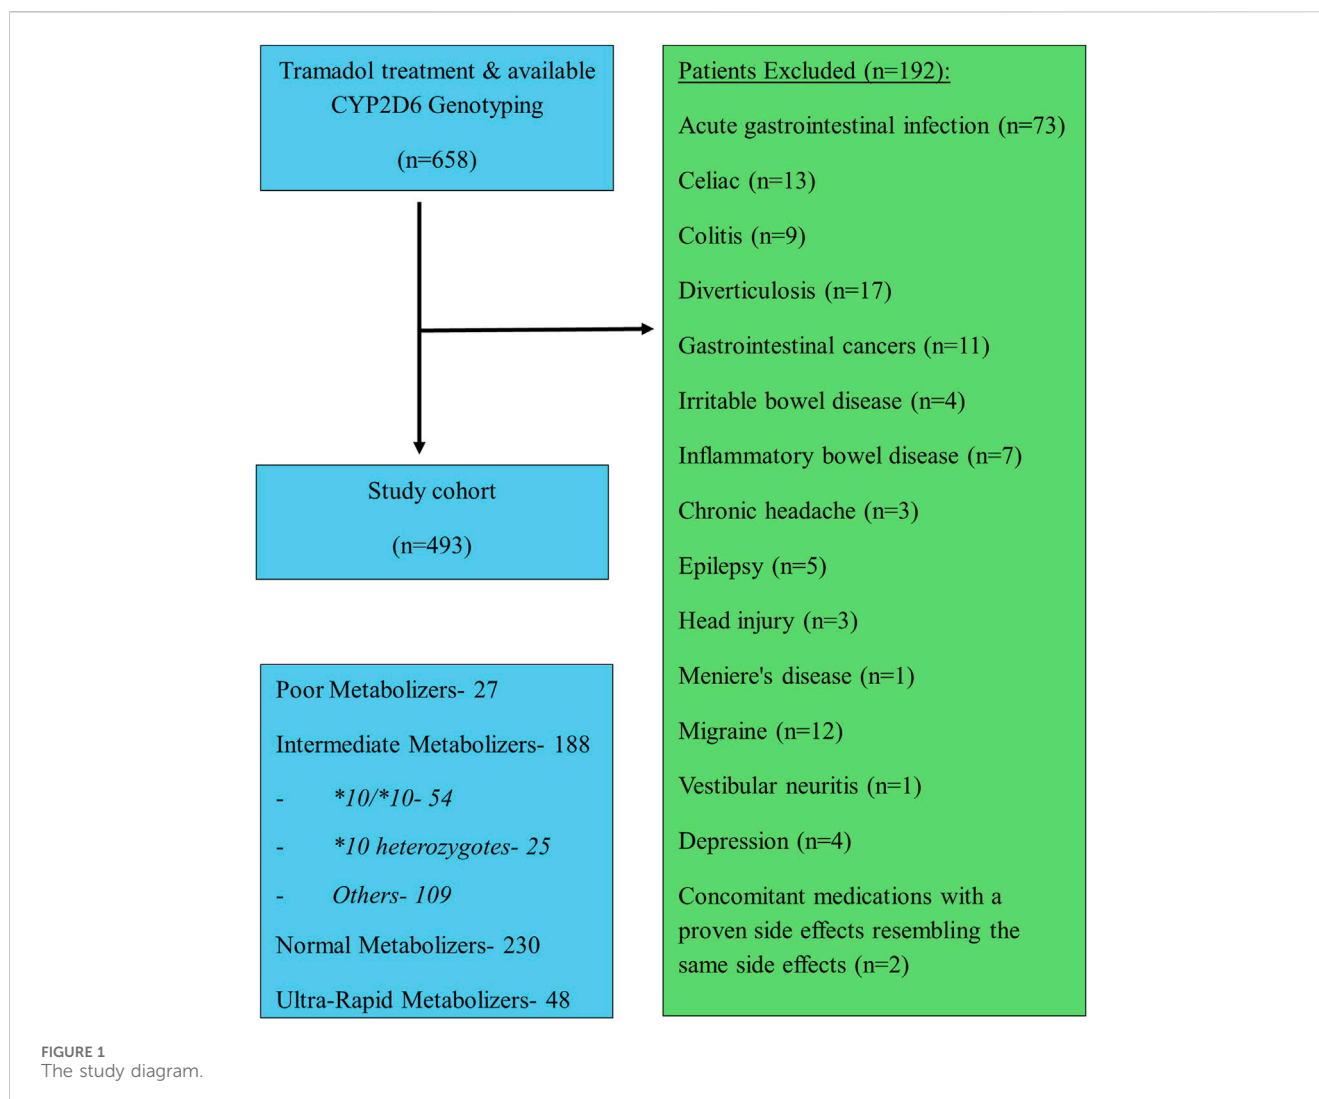 Tramadol treatment & available
CYP2D6 Genotyping
(n=658)
Study cohort
(n=493)
Poor Metabolizers- 27
Intermediate Metabolizers- 188
- *10/*10- 54
- *10 heterozygotes- 25
- Others- 109
Normal Metabolizers- 230
Ultra-Rapid Metabolizers- 48
Patients Excluded (n=192):
Acute gastrointestinal infection (n=73)
Celiac (n=13)
Colitis (n=9)
Diverticulosis (n=17)
Gastrointestinal cancers (n=11)
Irritable bowel disease (n=4)
Inflammatory bowel disease (n=7)
Chronic headache (n=3)
Epilepsy (n=5)
Head injury (n=3)
Meniere's disease (n=1)
Migraine (n=12)
Vestibular neuritis (n=1)
Depression (n=4)
Concomitant medications with a
proven side effects resembling the
same side effects (n=2)
FIGURE 1
The study diagram.